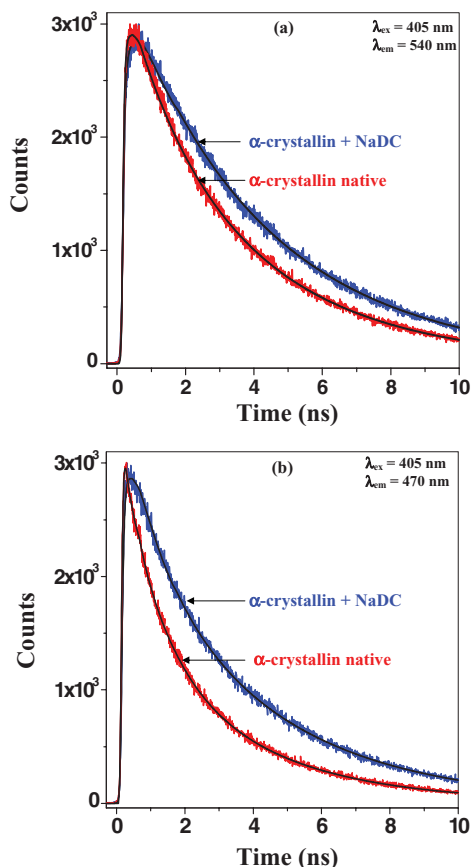 (a)
λex = 405 nm
λem = 540 nm
3x10³
2x10³
1x10³
0
Counts
α-crystallin + NaDC
α-crystallin native
0 2 4 6 8 10
Time (ns)
(b)
λex = 405 nm
λem = 470 nm
3x10³
2x10³
1x10³
0
Counts
α-crystallin + NaDC
α-crystallin native
0 2 4 6 8 10
Time (ns)